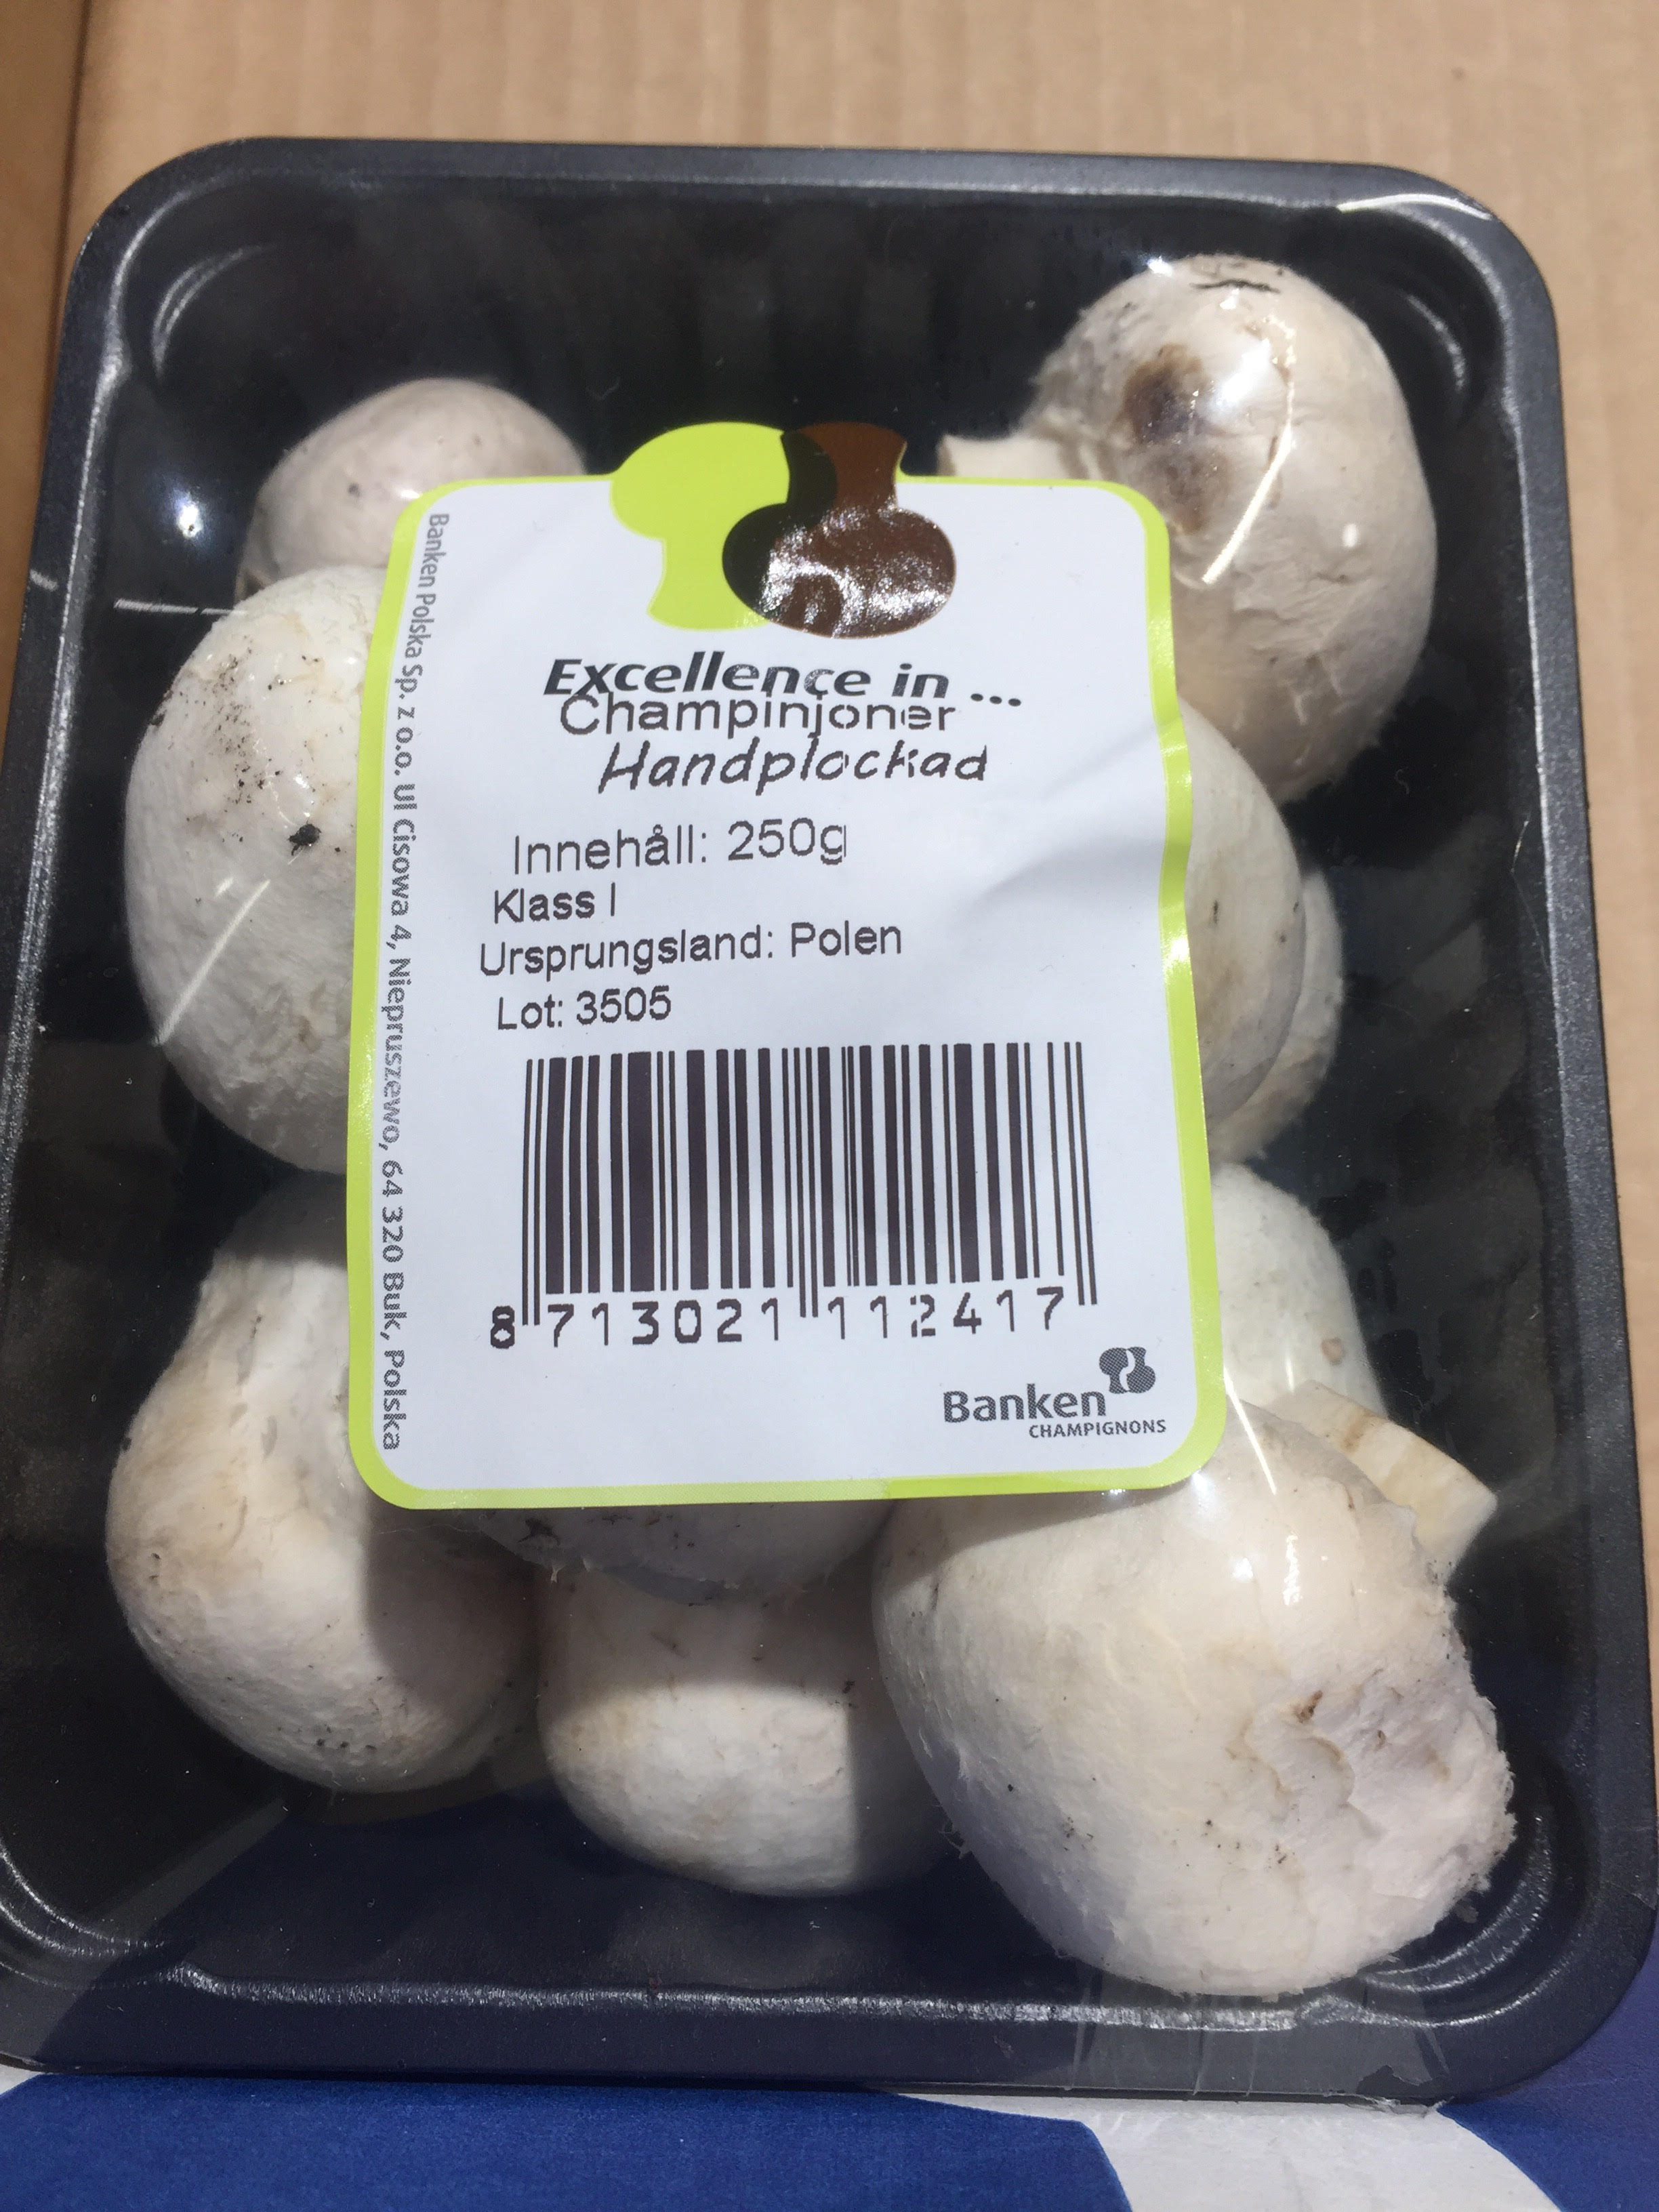 Excellence in ...
Champinjoner
Handplockad
Innehåll: 250g
Klass I
Ursprungsland: Polen
Lot: 3505
8 713021 112417
Banken
CHAMPIGNONS
Banken Polska Sp. z o.o. Ul Cisowa 4, Niepruszewo, 64 320 Buk, Polska